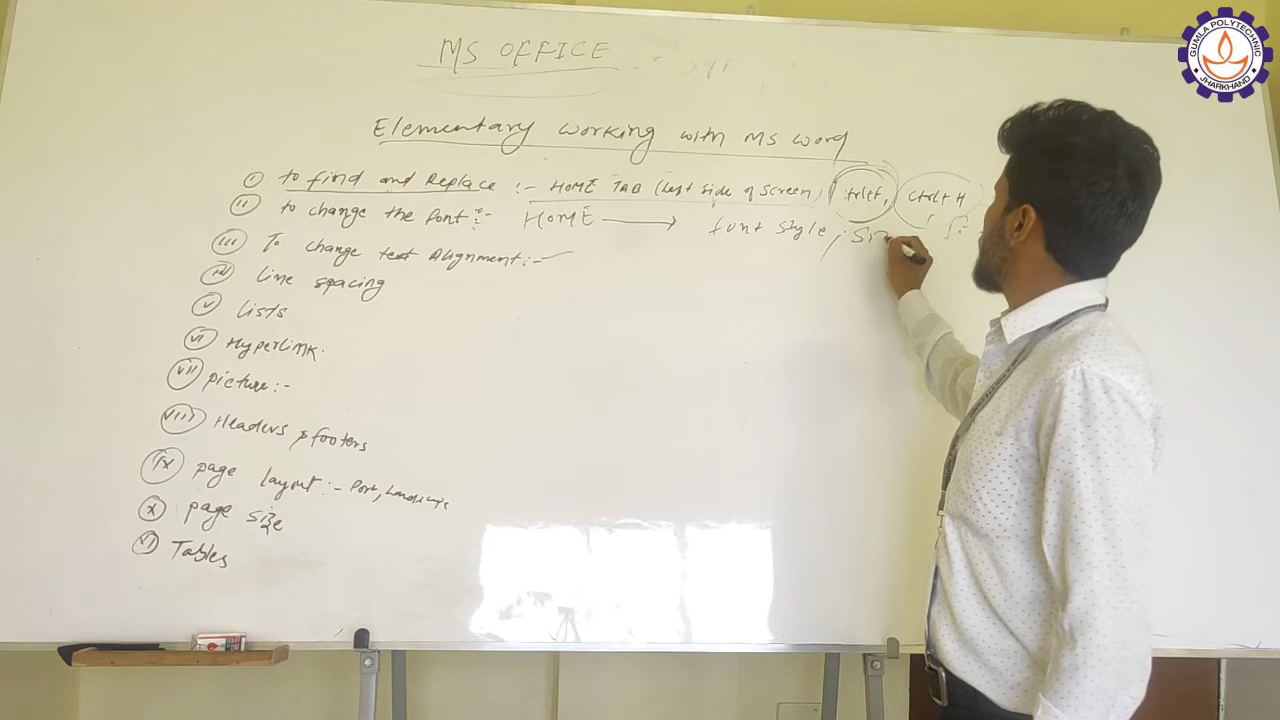 MS OFFICE
Elementary working with MS Word
(i) to find and Replace :- HOME TAB (Left side of screen) Ctrl+F, Ctrl+H
(ii) to change the font :- HOME → font style, Si
(iii) To change text Alignment :-
(iv) Line spacing
(v) Lists
(vi) Hyperlink.
(vii) picture :-
(viii) Headers & footers
(ix) page layout :- Port, Landscape
(x) page size
(xi) Tables
GUMLA POLYTECHNIC
JHARKHAND